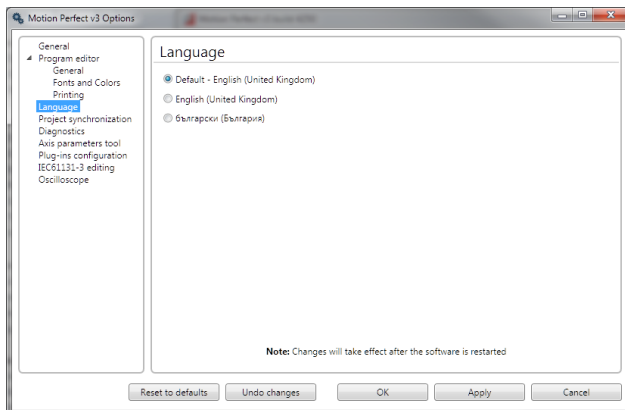 Motion Perfect v3 Options
General
Program editor
General
Fonts and Colors
Printing
Language
Project synchronization
Diagnostics
Axis parameters tool
Plug-ins configuration
IEC61131-3 editing
Oscilloscope
Language
Default - English (United Kingdom)
English (United Kingdom)
български (България)
Note: Changes will take effect after the software is restarted
Reset to defaults
Undo changes
OK
Apply
Cancel